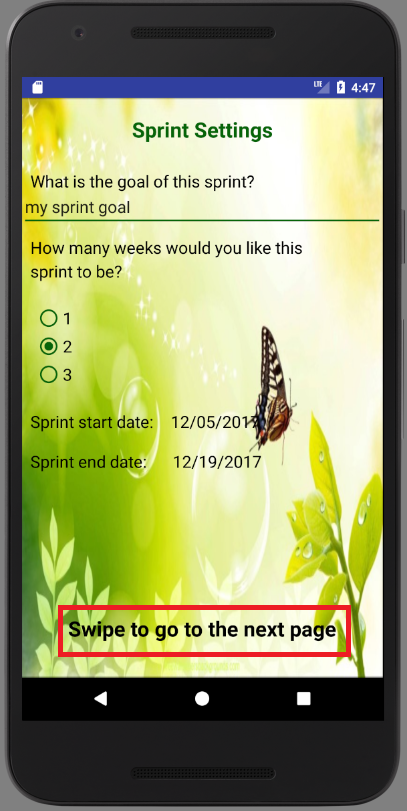 LTE 4:47
Sprint Settings
What is the goal of this sprint?
my sprint goal
How many weeks would you like this
sprint to be?
1
2
3
Sprint start date: 12/05/2017
Sprint end date: 12/19/2017
Swipe to go to the next page